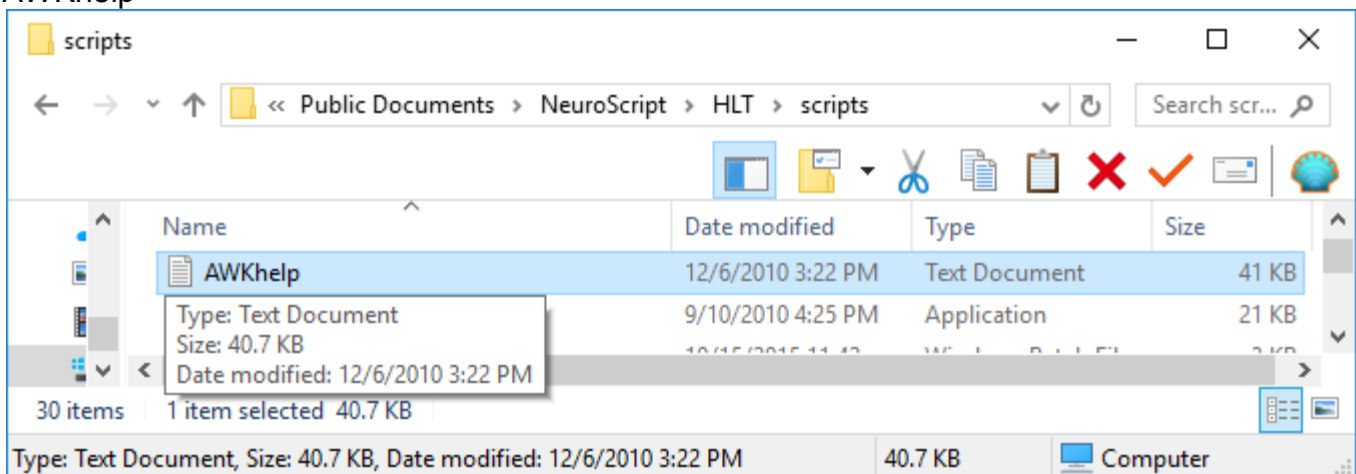 AWKhelp
scripts
« Public Documents › NeuroScript › HLT › scripts
Search scr...
Name Date modified Type Size
AWKhelp 12/6/2010 3:22 PM Text Document 41 KB
9/10/2010 4:25 PM Application 21 KB
Type: Text Document
Size: 40.7 KB
Date modified: 12/6/2010 3:22 PM
30 items 1 item selected 40.7 KB
Type: Text Document, Size: 40.7 KB, Date modified: 12/6/2010 3:22 PM 40.7 KB Computer